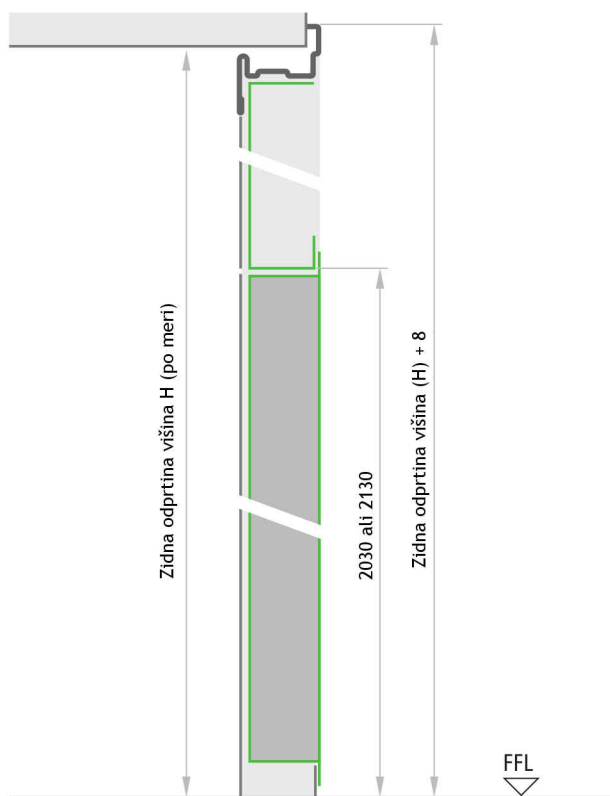 Zidna odprtina višina H (po meri)
2030 ali 2130
Zidna odprtina višina (H) + 8
FFL